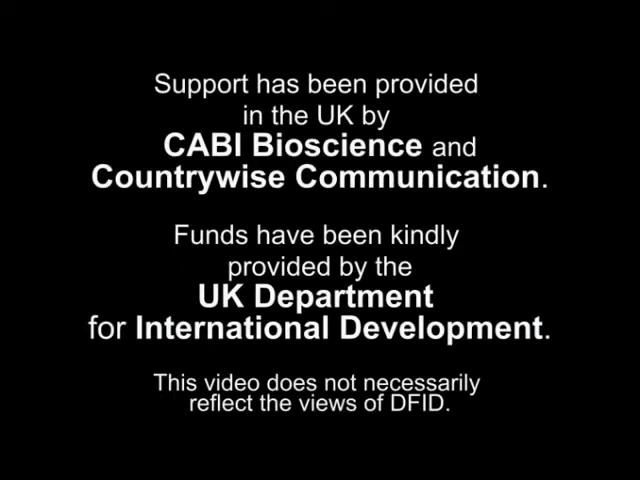 Support has been provided
in the UK by
CABI Bioscience and
Countrywise Communication.
Funds have been kindly
provided by the
UK Department
for International Development.
This video does not necessarily
reflect the views of DFID.